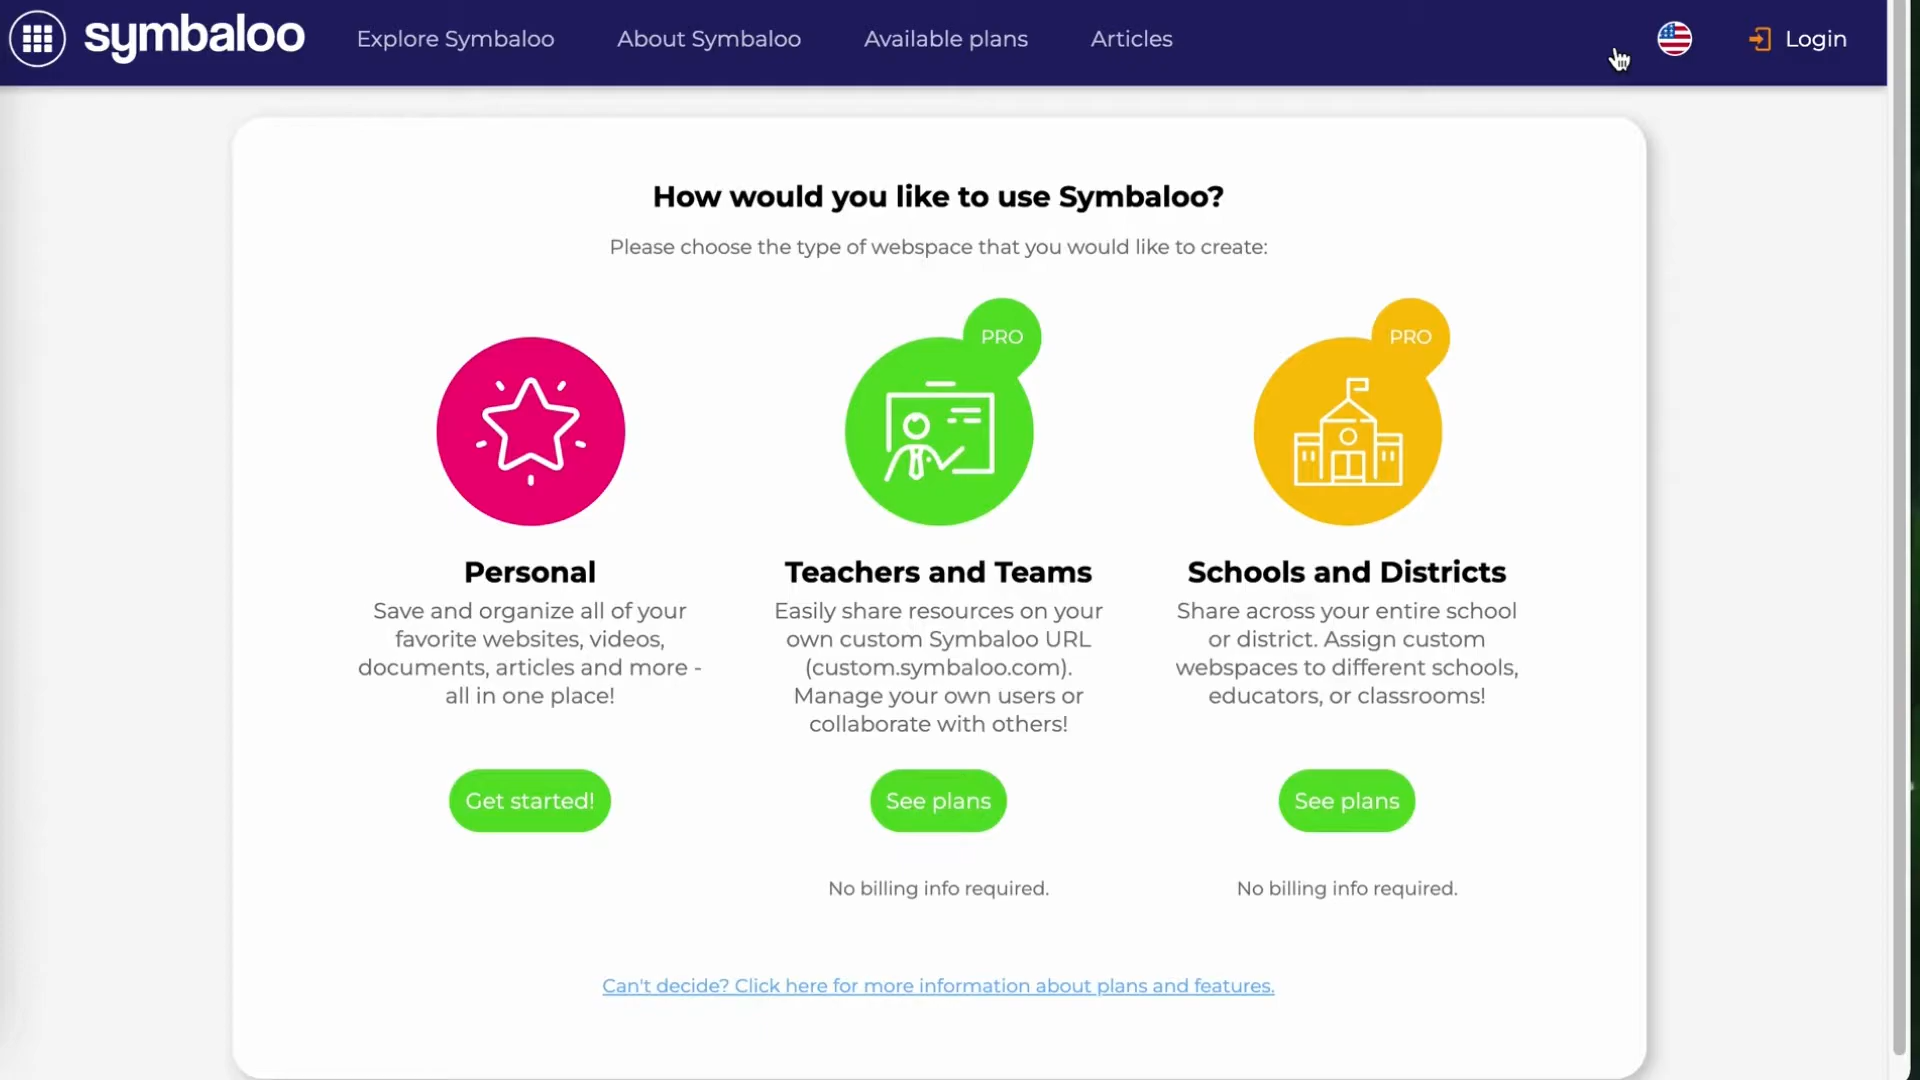 symbaloo
Explore Symbaloo
About Symbaloo
Available plans
Articles
Login
How would you like to use Symbaloo?
Please choose the type of webspace that you would like to create:
Personal
Save and organize all of your
favorite websites, videos,
documents, articles and more -
all in one place!
Get started!
PRO
Teachers and Teams
Easily share resources on your
own custom Symbaloo URL
(custom.symbaloo.com).
Manage your own users or
collaborate with others!
See plans
No billing info required.
PRO
Schools and Districts
Share across your entire school
or district. Assign custom
webspaces to different schools,
educators, or classrooms!
See plans
No billing info required.
Can't decide? Click here for more information about plans and features.